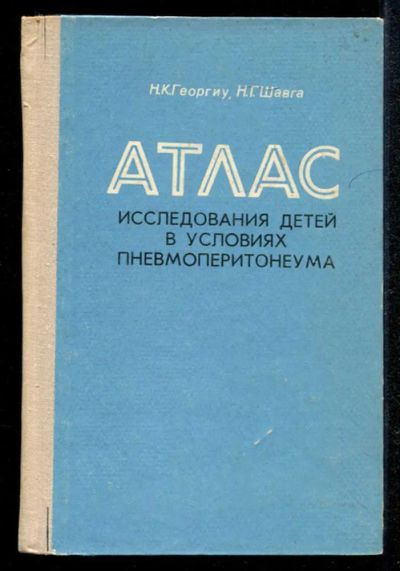 Н.К.Георгиу, Н.Г.Шавга
АТЛАС
ИССЛЕДОВАНИЯ ДЕТЕЙ
В УСЛОВИЯХ
ПНЕВМОПЕРИТОНЕУМА